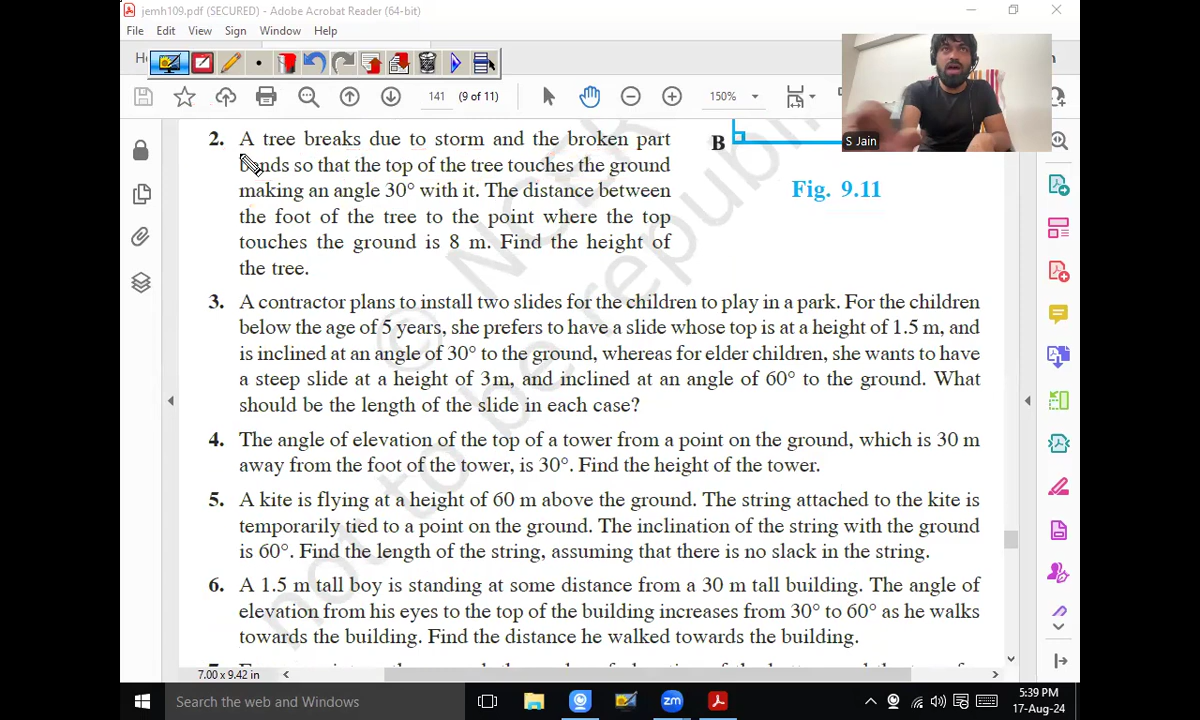 jemh109.pdf (SECURED) - Adobe Acrobat Reader (64-bit)
File Edit View Sign Window Help
141 (9 of 11) 150%
S Jain
2. A tree breaks due to storm and the broken part
bends so that the top of the tree touches the ground
making an angle 30° with it. The distance between
the foot of the tree to the point where the top
touches the ground is 8 m. Find the height of
the tree.
B
Fig. 9.11
3. A contractor plans to install two slides for the children to play in a park. For the children
below the age of 5 years, she prefers to have a slide whose top is at a height of 1.5 m, and
is inclined at an angle of 30° to the ground, whereas for elder children, she wants to have
a steep slide at a height of 3m, and inclined at an angle of 60° to the ground. What
should be the length of the slide in each case?
4. The angle of elevation of the top of a tower from a point on the ground, which is 30 m
away from the foot of the tower, is 30°. Find the height of the tower.
5. A kite is flying at a height of 60 m above the ground. The string attached to the kite is
temporarily tied to a point on the ground. The inclination of the string with the ground
is 60°. Find the length of the string, assuming that there is no slack in the string.
6. A 1.5 m tall boy is standing at some distance from a 30 m tall building. The angle of
elevation from his eyes to the top of the building increases from 30° to 60° as he walks
towards the building. Find the distance he walked towards the building.
© NCER
not to be republi
7.00 x 9.42 in
Search the web and Windows
zm
5:39 PM
17-Aug-24